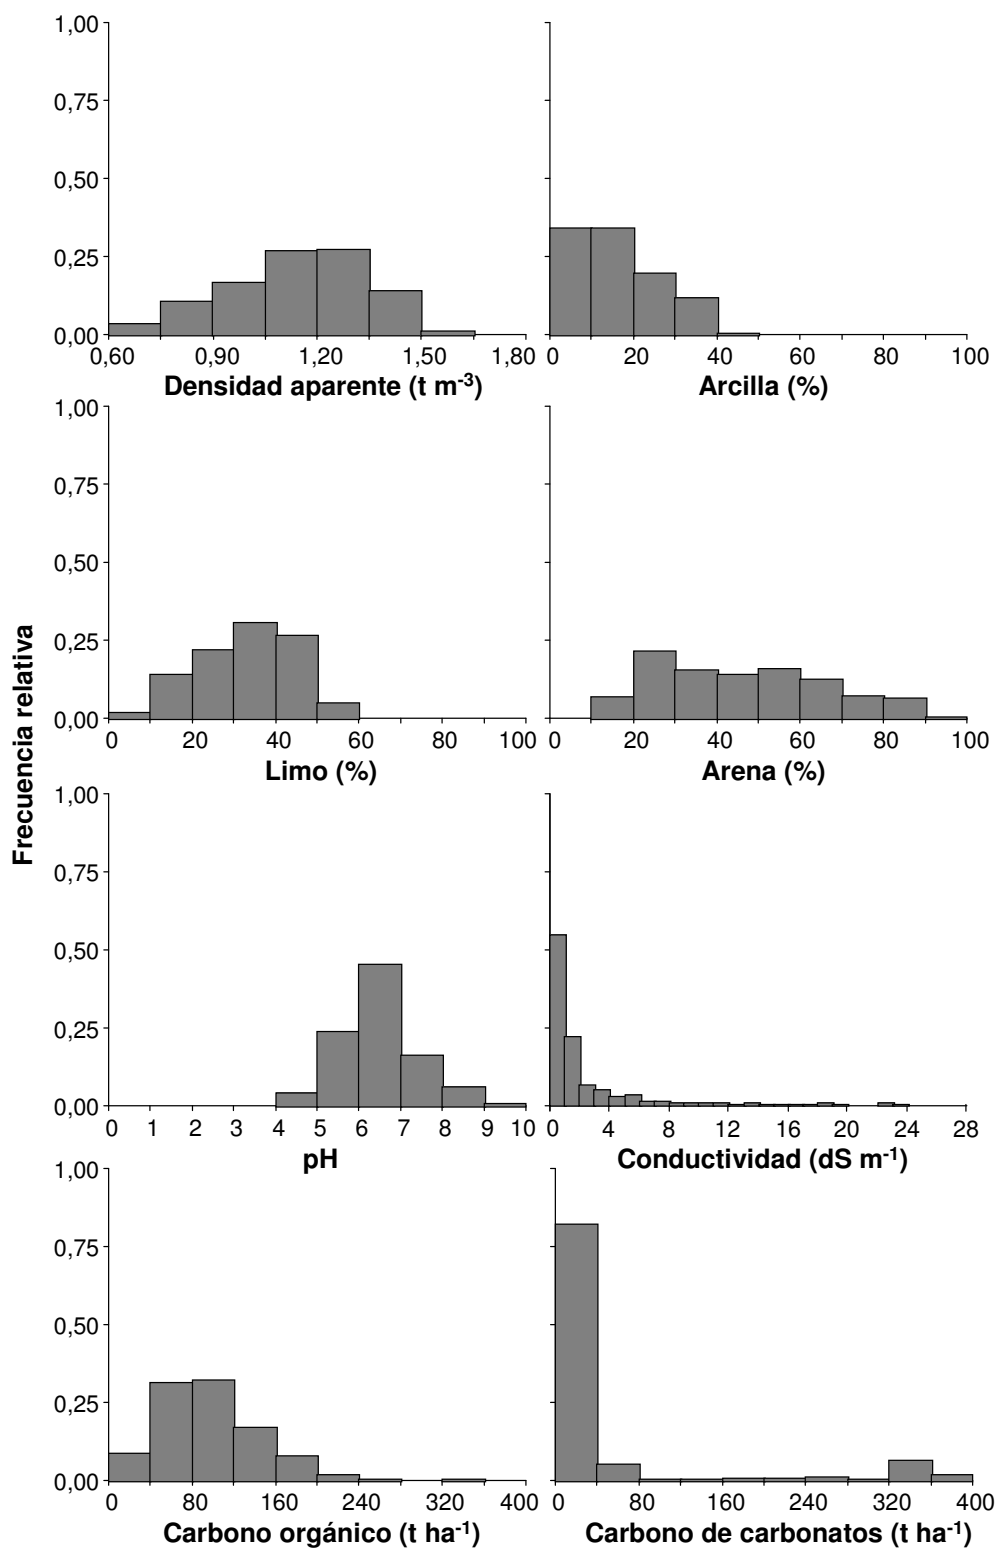 1,00
0,75
0,50
0,25
0,00
0,60 0,90 1,20 1,50 1,80
Densidad aparente (t m-3)
0 20 40 60 80 100
Arcilla (%)
1,00
0,75
0,50
0,25
0,00
0 20 40 60 80 100
Limo (%)
0 20 40 60 80 100
Arena (%)
Frecuencia relativa
1,00
0,75
0,50
0,25
0,00
0 1 2 3 4 5 6 7 8 9 10
pH
0 4 8 12 16 20 24 28
Conductividad (dS m-1)
1,00
0,75
0,50
0,25
0,00
0 80 160 240 320 400
Carbono orgánico (t ha-1)
0 80 160 240 320 400
Carbono de carbonatos (t ha-1)